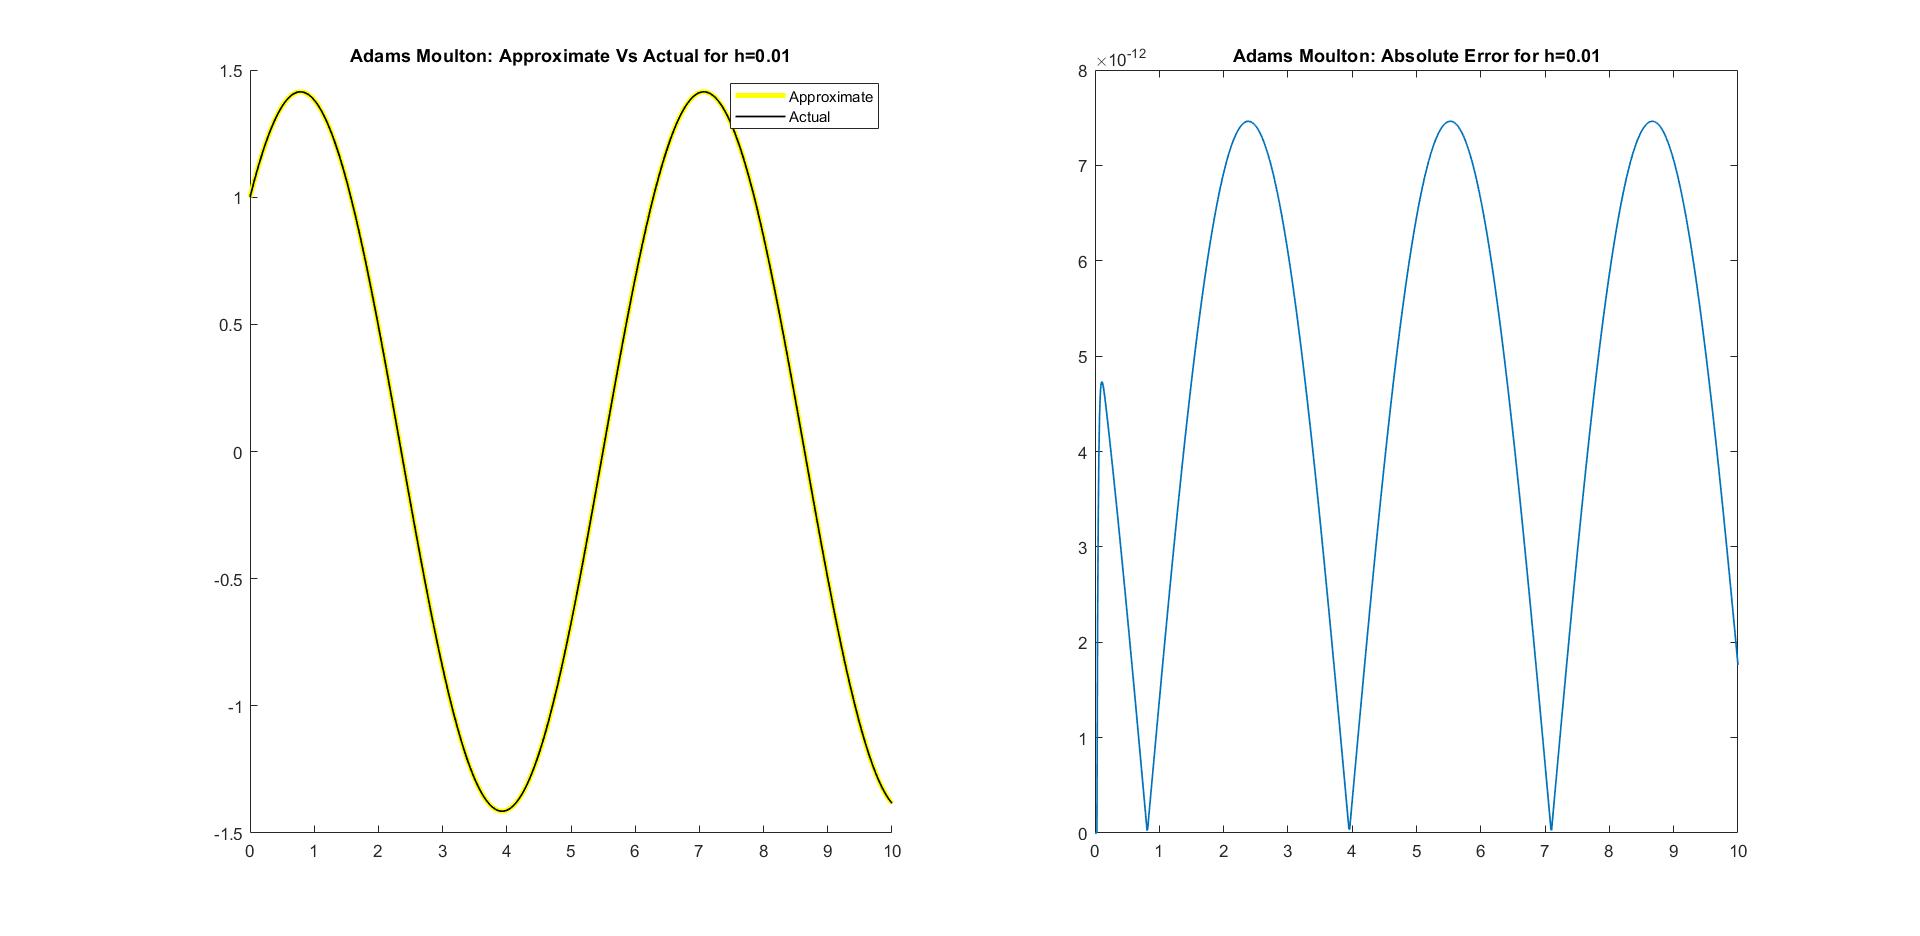 Adams Moulton: Approximate Vs Actual for h=0.01
1.5
1
0.5
0
-0.5
-1
-1.5
0 1 2 3 4 5 6 7 8 9 10
Approximate
Actual
Adams Moulton: Absolute Error for h=0.01
×10-12
8
7
6
5
4
3
2
1
0
0 1 2 3 4 5 6 7 8 9 10